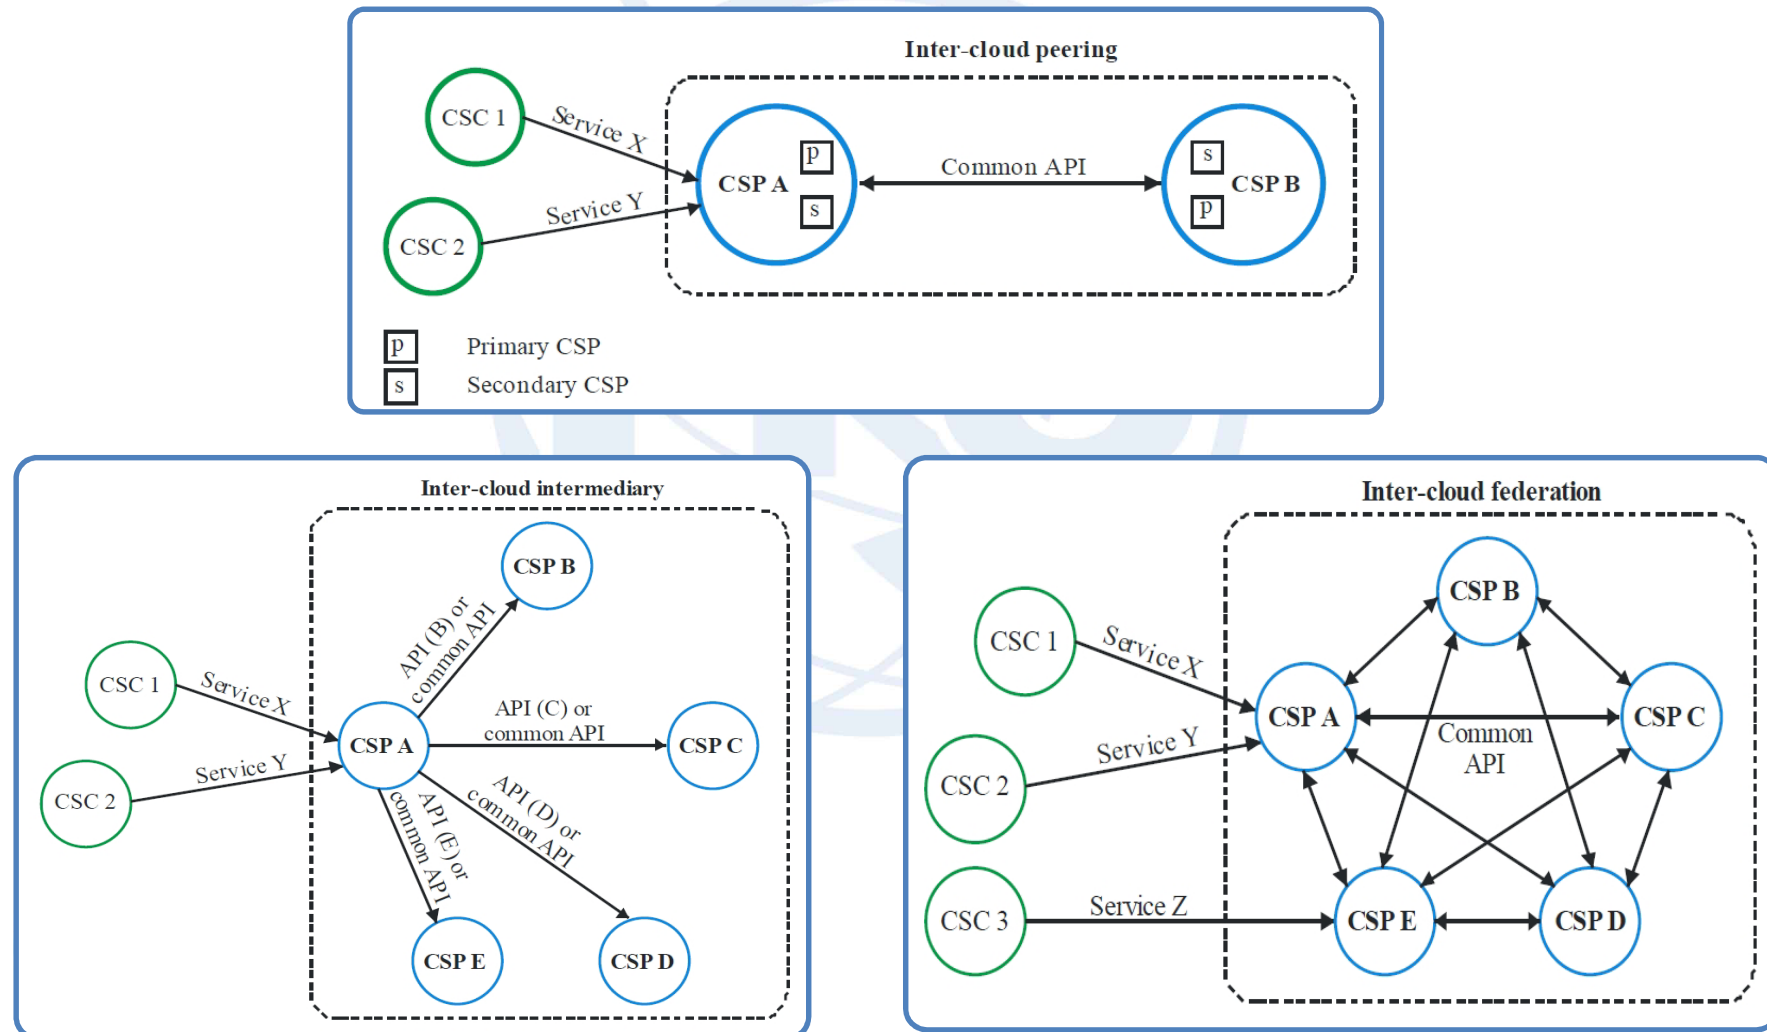 Inter-cloud peering
CSC 1
Service X
CSP A
p
s
Common API
s
p
CSP B
CSC 2
Service Y
p Primary CSP
s Secondary CSP
Inter-cloud intermediary
CSP B
API (B) or
common API
CSC 1
Service X
CSP A
API (C) or
common API
CSP C
CSC 2
Service Y
API (D) or
common API
API (E) or
common API
CSP E
CSP D
Inter-cloud federation
CSP B
CSC 1
Service X
CSP A
Common
API
CSP C
CSC 2
Service Y
CSC 3
Service Z
CSP E
CSP D